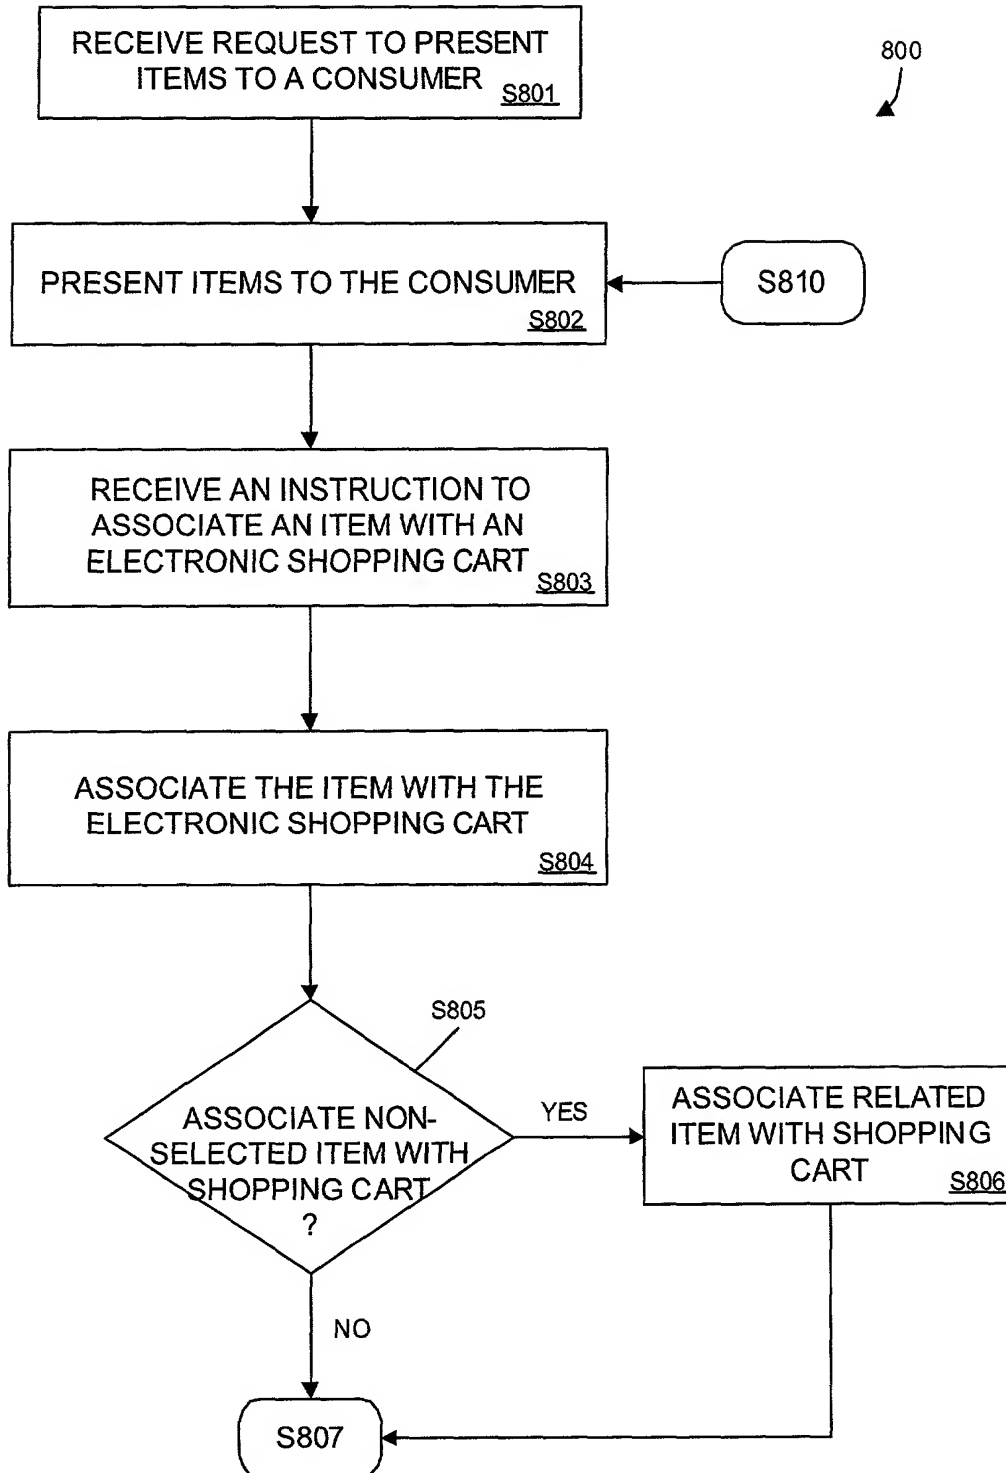 RECEIVE REQUEST TO PRESENT
ITEMS TO A CONSUMER
S801
800
PRESENT ITEMS TO THE CONSUMER
S802
S810
RECEIVE AN INSTRUCTION TO
ASSOCIATE AN ITEM WITH AN
ELECTRONIC SHOPPING CART
S803
ASSOCIATE THE ITEM WITH THE
ELECTRONIC SHOPPING CART
S804
S805
ASSOCIATE NON-
SELECTED ITEM WITH
SHOPPING CART
?
YES
ASSOCIATE RELATED
ITEM WITH SHOPPING
CART
S806
NO
S807